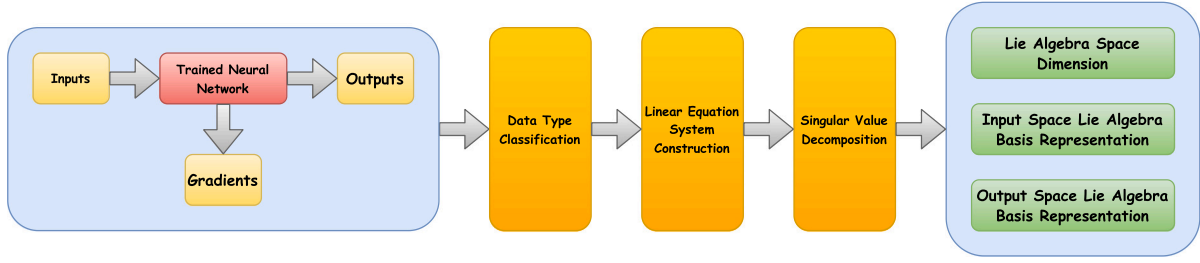 Inputs
Trained Neural
Network
Outputs
Gradients
Data Type
Classification
Linear Equation
System
Construction
Singular Value
Decomposition
Lie Algebra Space
Dimension
Input Space Lie Algebra
Basis Representation
Output Space Lie Algebra
Basis Representation